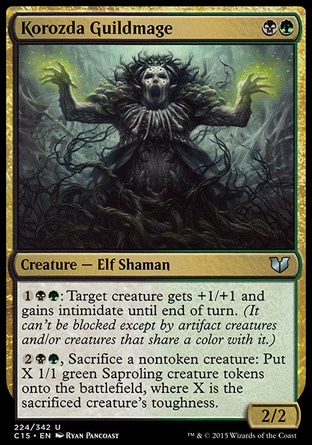 Korozda Guildmage
Creature — Elf Shaman
1: Target creature gets +1/+1 and
gains intimidate until end of turn. (It
can't be blocked except by artifact creatures
and/or creatures that share a color with it.)
2, Sacrifice a nontoken creature: Put
X 1/1 green Saproling creature tokens
onto the battlefield, where X is the
sacrificed creature's toughness.
2/2
224/342 U
C15 • EN Ryan Pancoast
™ & © 2015 Wizards of the Coast